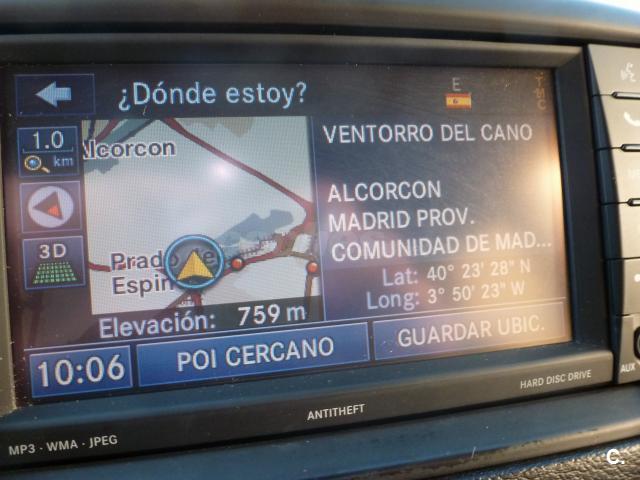 ¿Dónde estoy?
E
TMC
1.0
km
Alcorcon
VENTORRO DEL CANO
ALCORCON
MADRID PROV.
COMUNIDAD DE MAD...
3D
Prado de
Espin
Lat: 40° 23' 28" N
Long: 3° 50' 23" W
Elevación: 759 m
10:06
POI CERCANO
GUARDAR UBIC.
AUX
HARD DISC DRIVE
ANTITHEFT
MP3 · WMA · JPEG
C.